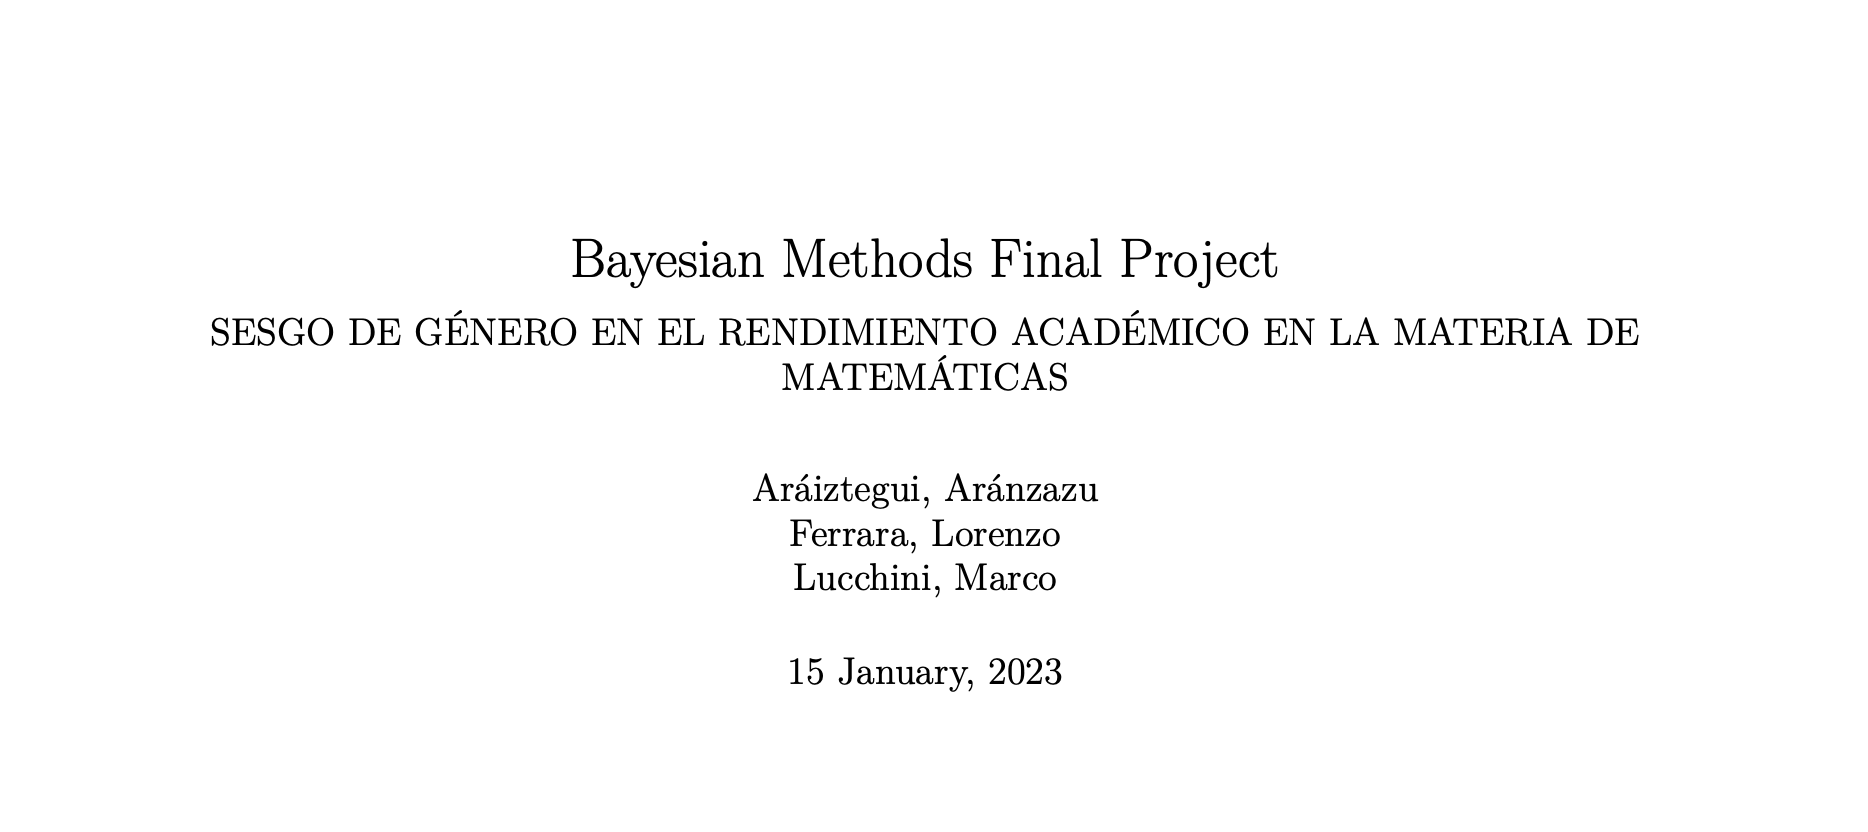 Bayesian Methods Final Project
SESGO DE GÉNERO EN EL RENDIMIENTO ACADÉMICO EN LA MATERIA DE
MATEMÁTICAS
Aráiztegui, Aránzazu
Ferrara, Lorenzo
Lucchini, Marco
15 January, 2023